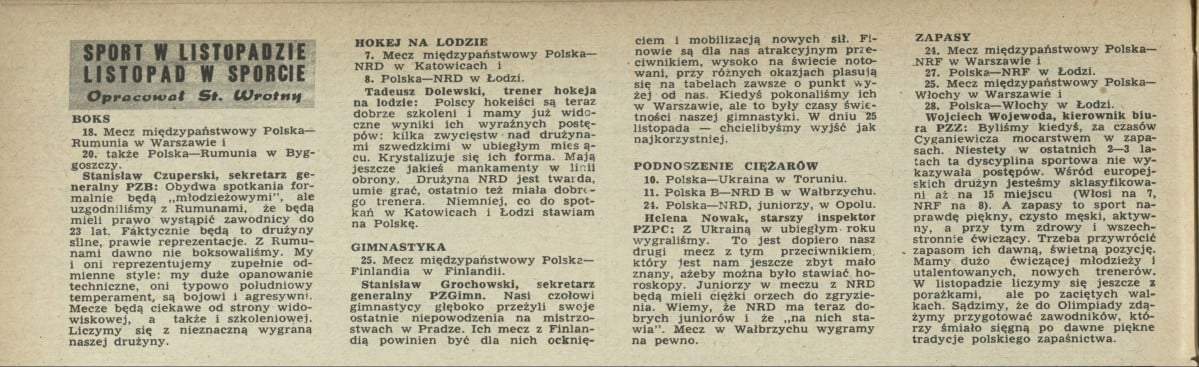 SPORT W LISTOPADZIE
LISTOPAD W SPORCIE
Opracował St. Wrotny
BOKS
18. Mecz międzypaństwowy Polska—
Rumunia w Warszawie i
20. także Polska—Rumunia w Byd-
goszczy.
Stanisław Czuperski, sekretarz ge-
neralny PZB: Obydwa spotkania for-
malnie będą „młodzieżowymi", ale
uzgodniliśmy z Rumunami, że będą
mieli prawo wystąpić zawodnicy do
23 lat. Faktycznie będą to drużyny
silne, prawie reprezentacje. Z Rumu-
nami dawno nie boksowaliśmy. My
i oni reprezentujemy zupełnie od-
mienne style: my duże opanowanie
techniczne, oni typowo południowy
temperament, są bojowi i agresywni.
Mecze będą ciekawe od strony wido-
wiskowej, a także i szkoleniowej.
Liczymy się z nieznaczną wygraną
naszej drużyny.
HOKEJ NA LODZIE
7. Mecz międzypaństwowy Polska—
NRD w Katowicach i
8. Polska—NRD w Łodzi.
Tadeusz Dolewski, trener hokeja
na lodzie: Polscy hokeiści są teraz
dobrze szkoleni i mamy już wido-
czne wyniki ich wyraźnych postę-
pów: kilka zwycięstw nad drużyna-
mi szwedzkimi w ubiegłym miesiącu.
Krystalizuje się ich forma. Mają
jeszcze jakieś mankamenty w linii
obrony. Drużyna NRD jest twarda,
umie grać, ostatnio też miała dobre-
go trenera. Niemniej, co do spot-
kań w Katowicach i Łodzi stawiam
na Polskę.
GIMNASTYKA
25. Mecz międzypaństwowy Polska—
Finlandia w Finlandii.
Stanisław Grochowski, sekretarz
generalny PZGimn. Nasi czołowi
gimnastycy głęboko przeżyli swoje
ostatnie niepowodzenia na mistrzo-
stwach w Pradze. Ich mecz z Finlan-
dią powinien być dla nich ocknię-
ciem i mobilizacją nowych sił. Fi-
nowie są dla nas atrakcyjnym prze-
ciwnikiem, wysoko na świecie noto-
wani, przy różnych okazjach plasują
się na tabelach zawsze o punkt wy-
żej od nas. Kiedyś pokonaliśmy ich
w Warszawie, ale to były czasy świe-
tności naszej gimnastyki. W dniu 25
listopada — chcielibyśmy wyjść jak
najkorzystniej.
PODNOSZENIE CIĘŻARÓW
10. Polska—Ukraina w Toruniu.
11. Polska B—NRD B w Wałbrzychu.
24. Polska—NRD, juniorzy, w Opolu.
Helena Nowak, starszy inspektor
PZPC: Z Ukrainą w ubiegłym roku
wygraliśmy. To jest dopiero nasz
drugi mecz z tym przeciwnikiem,
który jest nam jeszcze zbyt mało
znany, ażeby można było stawiać ho-
roskopy. Juniorzy w meczu z NRD
będą mieli ciężki orzech do zgryzie-
nia. Wiemy, że NRD ma teraz do-
brych juniorów i że „na nich sta-
wia". Mecz w Wałbrzychu wygramy
na pewno.
ZAPASY
24. Mecz międzypaństwowy Polska-
NRF w Warszawie i
27. Polska—NRF w Łodzi.
25. Mecz międzypaństwowy Polska-
Włochy w Warszawie i
28. Polska—Włochy w Łodzi.
Wojciech Wojewoda, kierownik biu-
ra PZZ: Byliśmy kiedyś, za czasów
Cyganiewicza mocarstwem w zapa-
sach. Niestety w ostatnich 2—3 la-
tach ta dyscyplina sportowa nie wy-
kazywała postępów. Wśród europej-
skich drużyn jesteśmy sklasyfikowa-
ni aż na 15 miejscu (Włosi na 7,
NRF na 8). A zapasy to sport na-
prawdę piękny, czysto męski, aktyw-
ny, a przy tym zdrowy i wszech-
stronnie ćwiczący. Trzeba przywrócić
zapasom ich dawną, świetną pozycję.
Mamy dużo ćwiczącej młodzieży i
utalentowanych, nowych trenerów.
W listopadzie liczymy się jeszcze z
porażkami, ale po zaciętych wal-
kach. Sądzimy, że do Olimpiady zdą-
żymy przygotować zawodników, któ-
rzy śmiało sięgną po dawne piękne
tradycje polskiego zapaśnictwa.